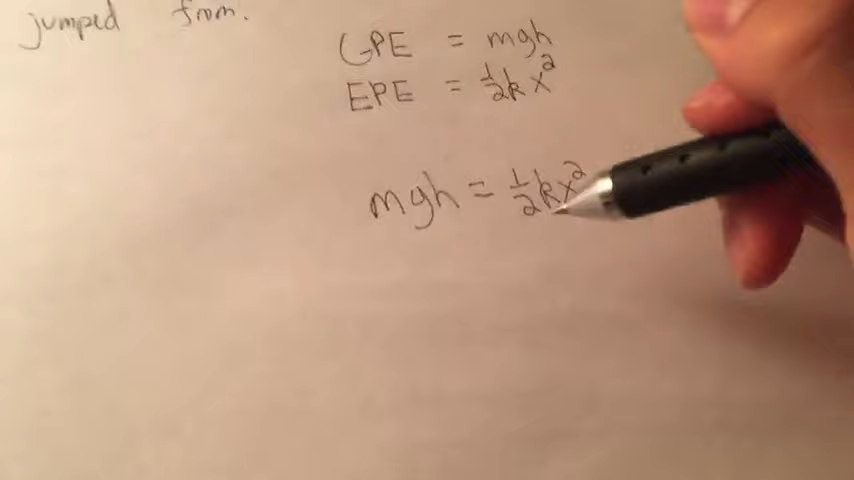 jumped from.
GPE = mgh
EPE = ½kx²
mgh = ½kx²